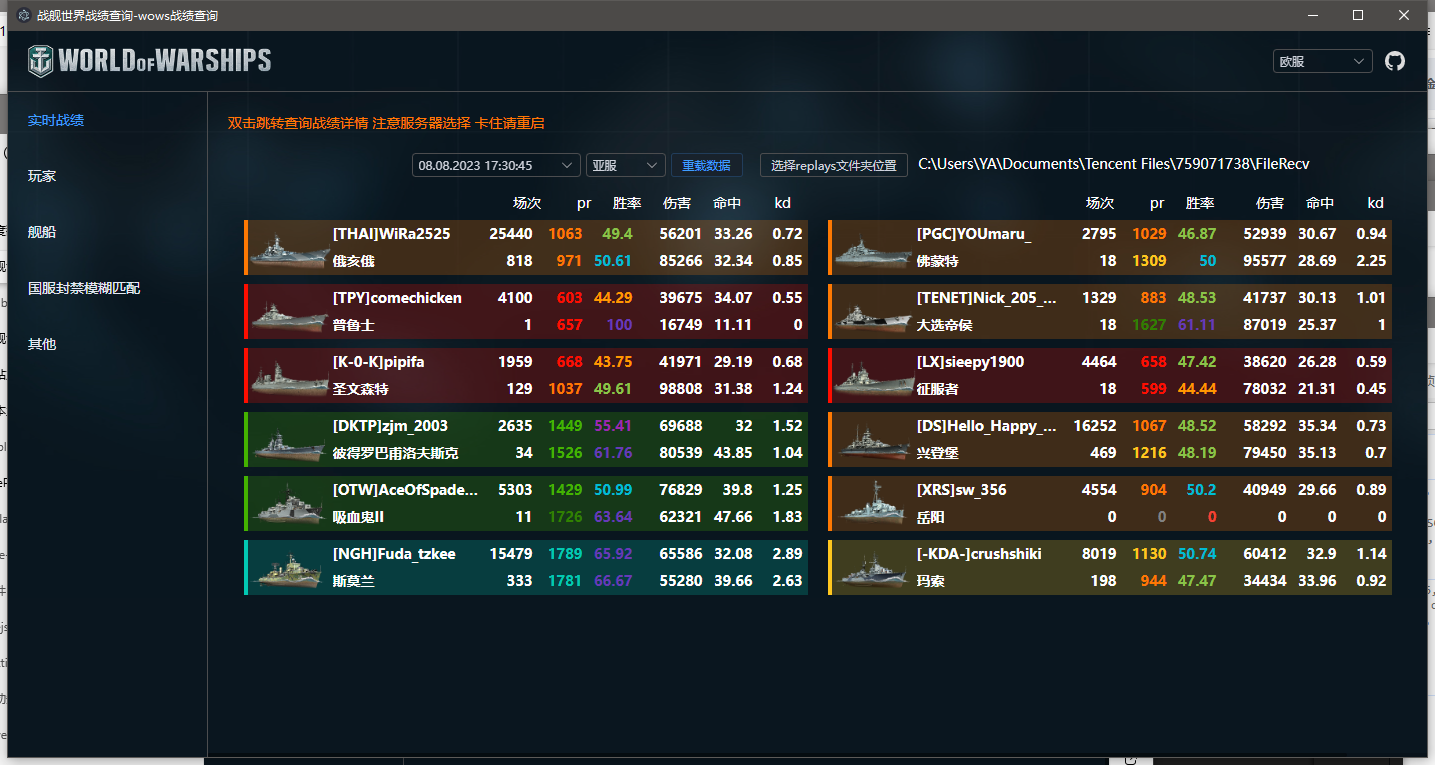 战舰世界战绩查询-wows战绩查询
WORLD OF WARSHIPS
欧服
实时战绩
玩家
舰船
国服封禁模糊匹配
其他
双击跳转查询战绩详情 注意服务器选择 卡住请重启
08.08.2023 17:30:45 亚服 重载数据 选择replays文件夹位置 C:\Users\YA\Documents\Tencent Files\759071738\FileRecv
场次 pr 胜率 伤害 命中 kd
[THAI]WiRa2525 25440 1063 49.4 56201 33.26 0.72
俄亥俄 818 971 50.61 85266 32.34 0.85
[TPY]comechicken 4100 603 44.29 39675 34.07 0.55
普鲁士 1 657 100 16749 11.11 0
[K-0-K]pipifa 1959 668 43.75 41971 29.19 0.68
圣文森特 129 1037 49.61 98808 31.38 1.24
[DKTP]zjm_2003 2635 1449 55.41 69688 32 1.52
彼得罗巴甫洛夫斯克 34 1526 61.76 80539 43.85 1.04
[OTW]AceOfSpade... 5303 1429 50.99 76829 39.8 1.25
吸血鬼II 11 1726 63.64 62321 47.66 1.83
[NGH]Fuda_tzkee 15479 1789 65.92 65586 32.08 2.89
斯莫兰 333 1781 66.67 55280 39.66 2.63
场次 pr 胜率 伤害 命中 kd
[PGC]YOUmaru_ 2795 1029 46.87 52939 30.67 0.94
佛蒙特 18 1309 50 95577 28.69 2.25
[TENET]Nick_205_... 1329 883 48.53 41737 30.13 1.01
大选帝侯 18 1627 61.11 87019 25.37 1
[LX]sieepy1900 4464 658 47.42 38620 26.28 0.59
征服者 18 599 44.44 78032 21.31 0.45
[DS]Hello_Happy_... 16252 1067 48.52 58292 35.34 0.73
兴登堡 469 1216 48.19 79450 35.13 0.7
[XRS]sw_356 4554 904 50.2 40949 29.66 0.89
岳阳 0 0 0 0 0 0
[-KDA-]crushshiki 8019 1130 50.74 60412 32.9 1.14
玛索 198 944 47.47 34434 33.96 0.92